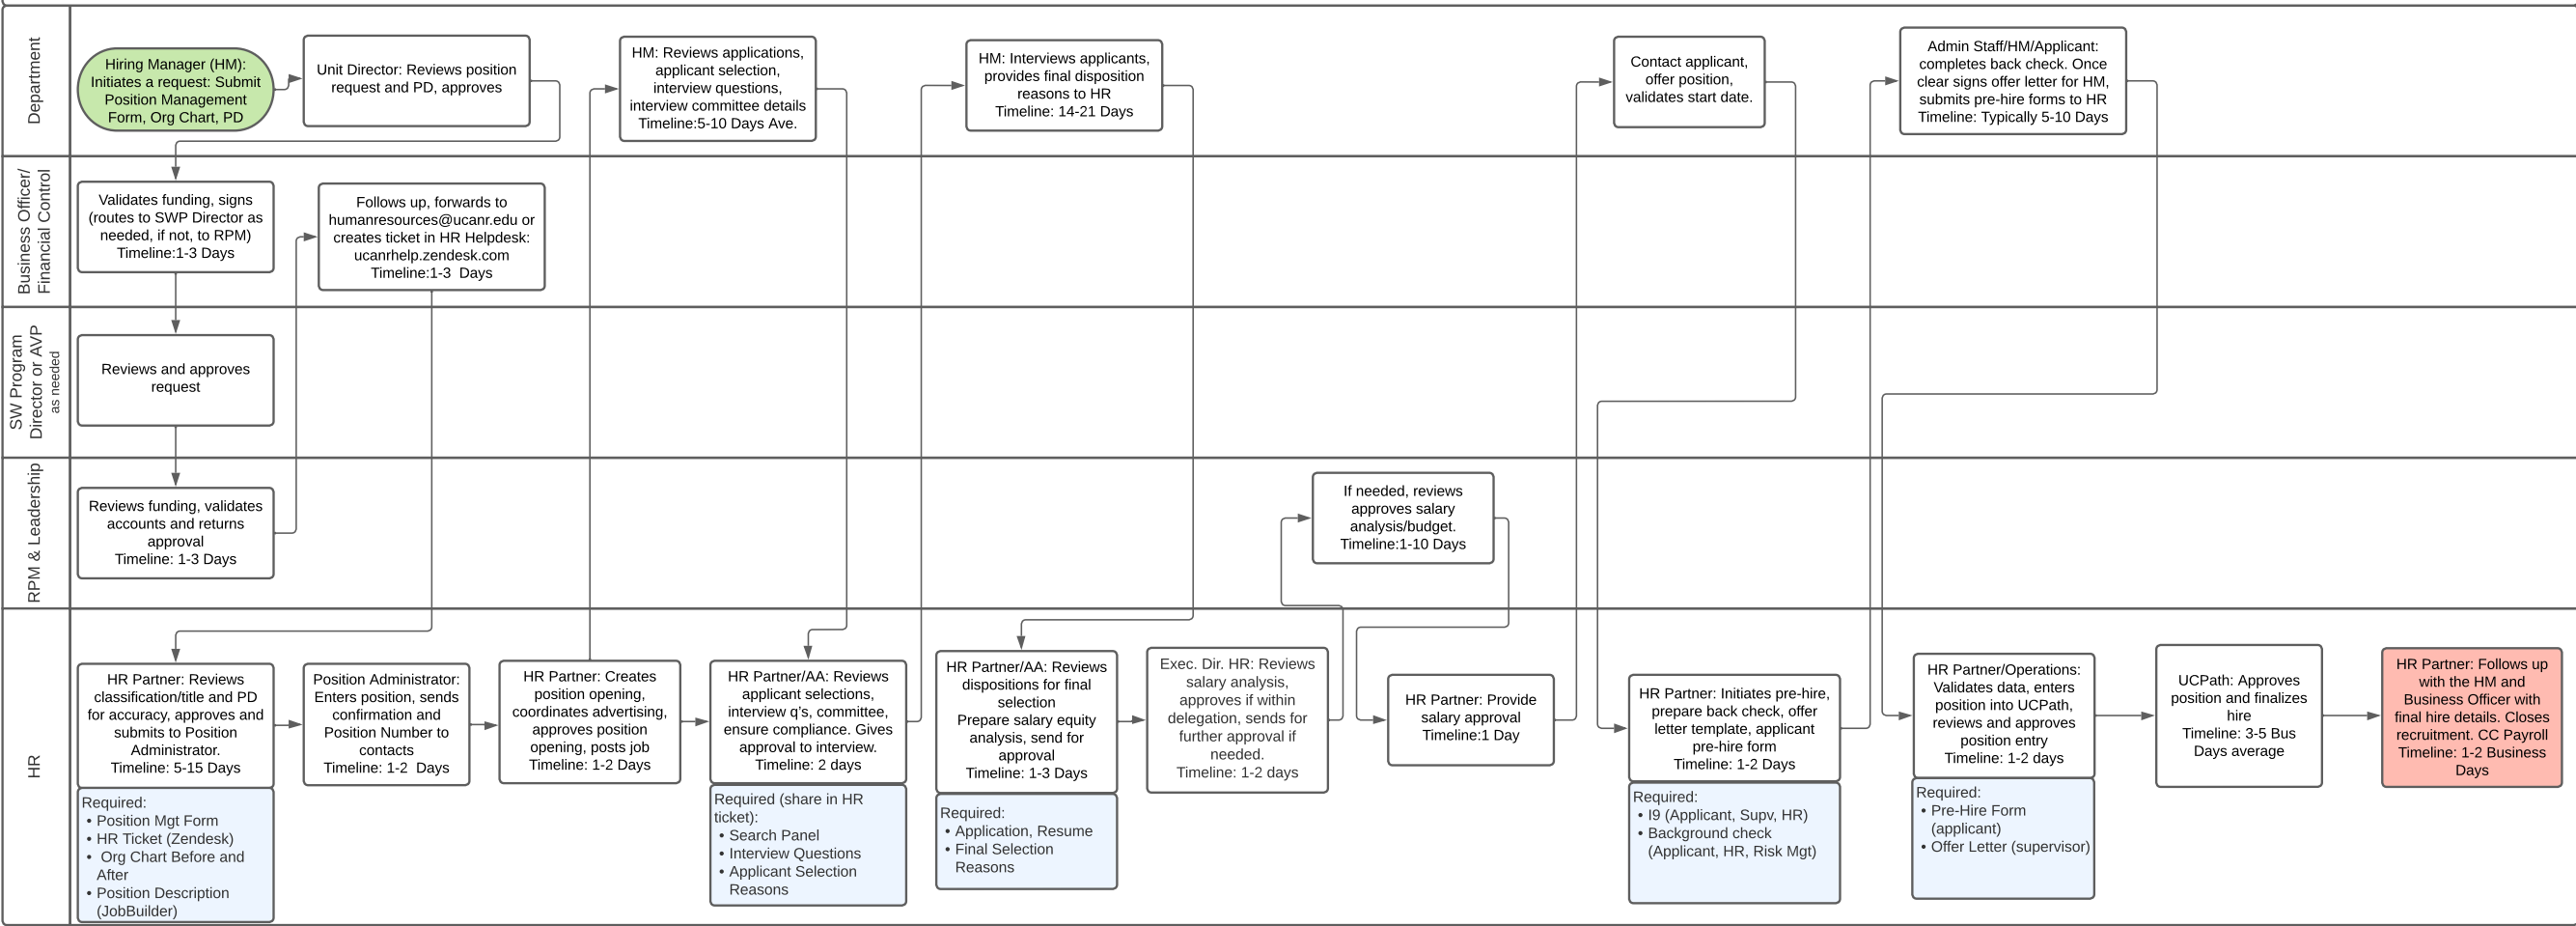 Department
Hiring Manager (HM):
Initiates a request: Submit
Position Management
Form, Org Chart, PD
Unit Director: Reviews position
request and PD, approves
HM: Reviews applications,
applicant selection,
interview questions,
interview committee details
Timeline:5-10 Days Ave.
HM: Interviews applicants,
provides final disposition
reasons to HR
Timeline: 14-21 Days
Contact applicant,
offer position,
validates start date.
Admin Staff/HM/Applicant:
completes back check. Once
clear signs offer letter for HM,
submits pre-hire forms to HR
Timeline: Typically 5-10 Days
Business Officer/
Financial Control
Validates funding, signs
(routes to SWP Director as
needed, if not, to RPM)
Timeline:1-3 Days
Follows up, forwards to
humanresources@ucanr.edu or
creates ticket in HR Helpdesk:
ucanrhelp.zendesk.com
Timeline:1-3  Days
SW Program
Director or AVP
as needed
Reviews and approves
request
RPM & Leadership
Reviews funding, validates
accounts and returns
approval
Timeline: 1-3 Days
If needed, reviews
approves salary
analysis/budget.
Timeline:1-10 Days
HR
HR Partner: Reviews
classification/title and PD
for accuracy, approves and
submits to Position
Administrator.
Timeline: 5-15 Days
Required:
• Position Mgt Form
• HR Ticket (Zendesk)
• Org Chart Before and
After
• Position Description
(JobBuilder)
Position Administrator:
Enters position, sends
confirmation and
Position Number to
contacts
Timeline: 1-2  Days
HR Partner: Creates
position opening,
coordinates advertising,
approves position
opening, posts job
Timeline: 1-2 Days
HR Partner/AA: Reviews
applicant selections,
interview q's, committee,
ensure compliance. Gives
approval to interview.
Timeline: 2 days
Required (share in HR
ticket):
• Search Panel
• Interview Questions
• Applicant Selection
Reasons
HR Partner/AA: Reviews
dispositions for final
selection
Prepare salary equity
analysis, send for
approval
Timeline: 1-3 Days
Required:
• Application, Resume
• Final Selection
Reasons
Exec. Dir. HR: Reviews
salary analysis,
approves if within
delegation, sends for
further approval if
needed.
Timeline: 1-2 days
HR Partner: Provide
salary approval
Timeline:1 Day
HR Partner: Initiates pre-hire,
prepare back check, offer
letter template, applicant
pre-hire form
Timeline: 1-2 Days
Required:
• I9 (Applicant, Supv, HR)
• Background check
(Applicant, HR, Risk Mgt)
HR Partner/Operations:
Validates data, enters
position into UCPath,
reviews and approves
position entry
Timeline: 1-2 days
Required:
• Pre-Hire Form
(applicant)
• Offer Letter (supervisor)
UCPath: Approves
position and finalizes
hire
Timeline: 3-5 Bus
Days average
HR Partner: Follows up
with the HM and
Business Officer with
final hire details. Closes
recruitment. CC Payroll
Timeline: 1-2 Business
Days